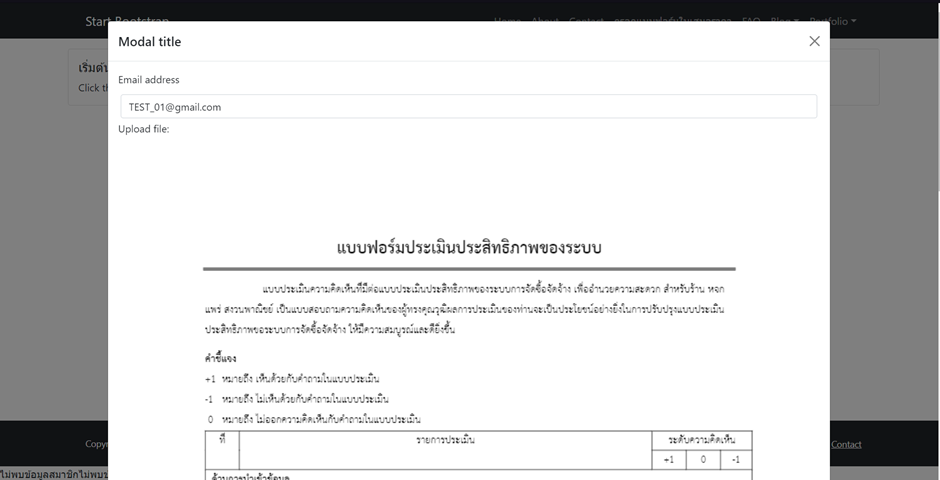 Start Bootstrap
Home About Contact FAQ Blog Portfolio
Modal title
เริ่มต้น
Email address
Click
TEST_01@gmail.com
Upload file:
แบบฟอร์มประเมินประสิทธิภาพของระบบ
แบบประเมินความคิดเห็นที่มีต่อแบบประเมินประสิทธิภาพของระบบการจัดซื้อจัดจ้าง เพื่ออำนวยความสะดวก สำหรับร้าน หจก
แพร่ สงวนพาณิชย์ เป็นแบบสอบถามความคิดเห็นของผู้ทรงคุณวุฒิผลการประเมินของท่านจะเป็นประโยชน์อย่างยิ่งในการปรับปรุงแบบประเมิน
ประสิทธิภาพขอระบบการจัดซื้อจัดจ้าง ให้มีความสมบูรณ์และดียิ่งขึ้น
คำชี้แจง
+1 หมายถึง เห็นด้วยกับคำถามในแบบประเมิน
-1 หมายถึง ไม่เห็นด้วยกับคำถามในแบบประเมิน
0 หมายถึง ไม่ออกความคิดเห็นกับคำถามในแบบประเมิน
ที่ รายการประเมิน ระดับความคิดเห็น
+1 0 -1
Copyr
Contact
ด้านการนำเข้าข้อมูล
ไม่พบข้อมูลสมาชิกไม่พบข